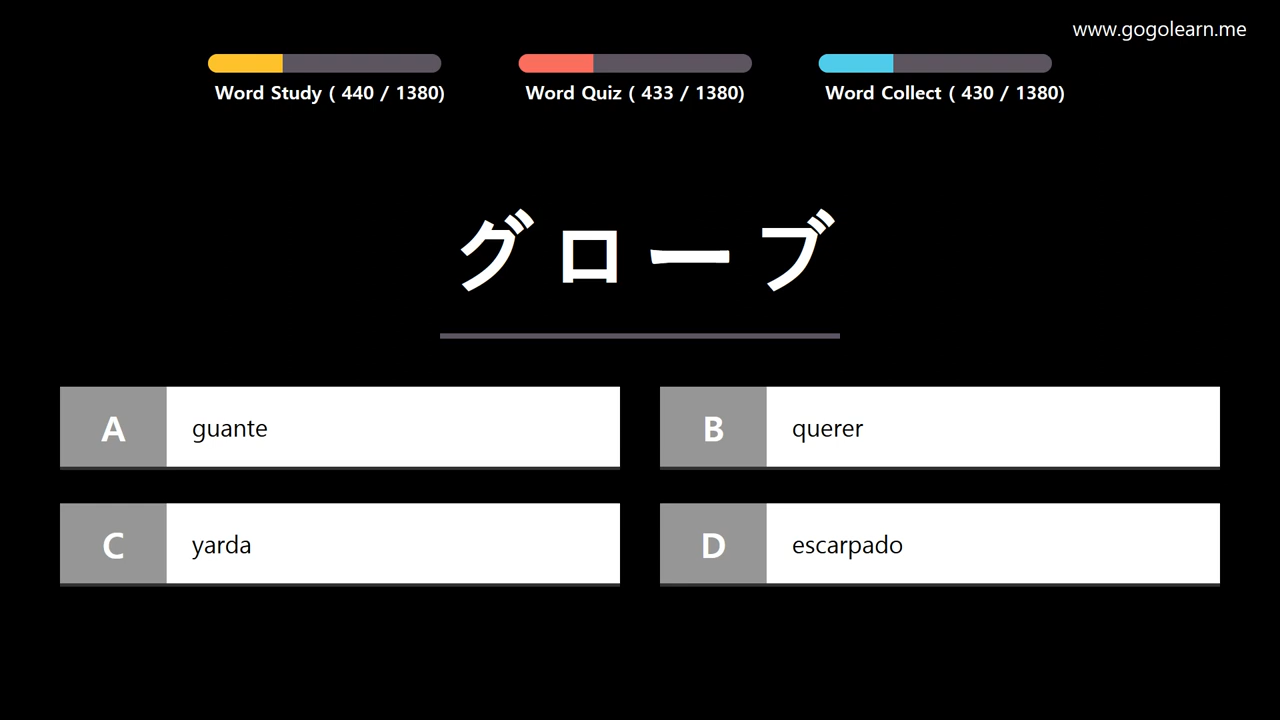 www.gogolearn.me
Word Study ( 440 / 1380)
Word Quiz ( 433 / 1380)
Word Collect ( 430 / 1380)
グローブ
A guante
B querer
C yarda
D escarpado